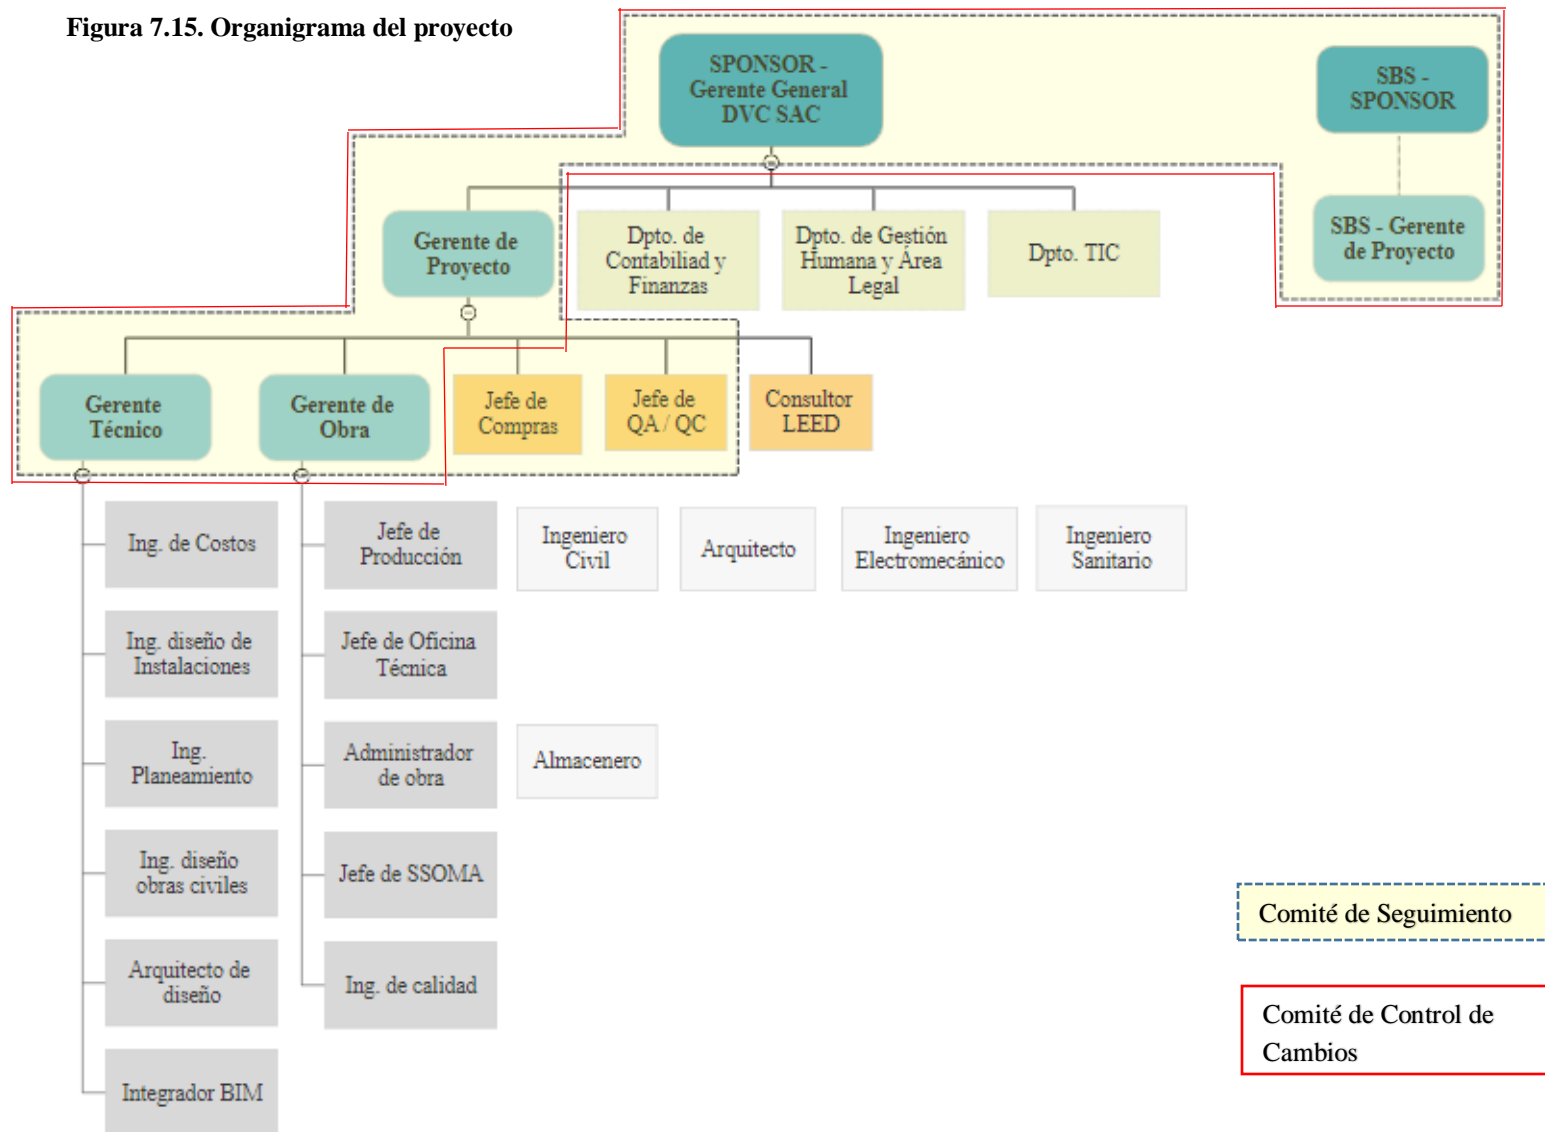 Figura 7.15. Organigrama del proyecto
SPONSOR -
Gerente General
DVC SAC
SBS -
SPONSOR
Gerente de
Proyecto
Dpto. de
Contabiliad y
Finanzas
Dpto. de Gestión
Humana y Área
Legal
Dpto. TIC
SBS - Gerente
de Proyecto
Gerente
Técnico
Gerente de
Obra
Jefe de
Compras
Jefe de
QA / QC
Consultor
LEED
Ing. de Costos
Jefe de
Producción
Ingeniero
Civil
Arquitecto
Ingeniero
Electromecánico
Ingeniero
Sanitario
Ing. diseño de
Instalaciones
Jefe de Oficina
Técnica
Ing.
Planeamiento
Administrador
de obra
Almacenero
Ing. diseño
obras civiles
Jefe de SSOMA
Comité de Seguimiento
Arquitecto de
diseño
Ing. de calidad
Comité de Control de
Cambios
Integrador BIM